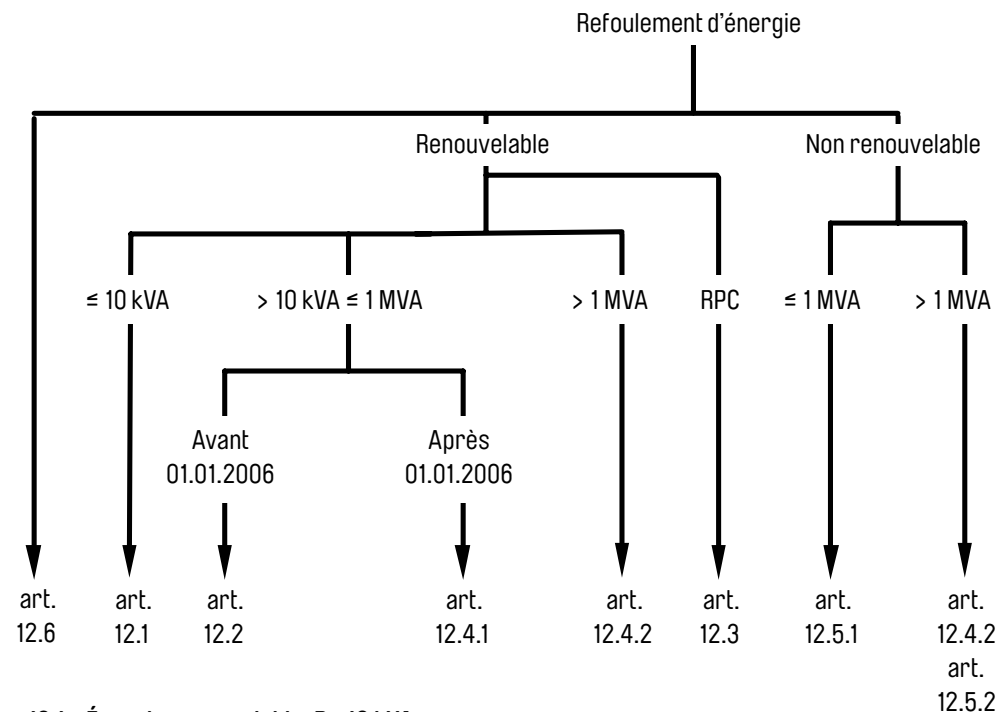 Refoulement d'énergie
Renouvelable
Non renouvelable
≤ 10 kVA
> 10 kVA ≤ 1 MVA
> 1 MVA
RPC
≤ 1 MVA
> 1 MVA
Avant
01.01.2006
Après
01.01.2006
art.
12.6
art.
12.1
art.
12.2
art.
12.4.1
art.
12.4.2
art.
12.3
art.
12.5.1
art.
12.4.2
art.
12.5.2